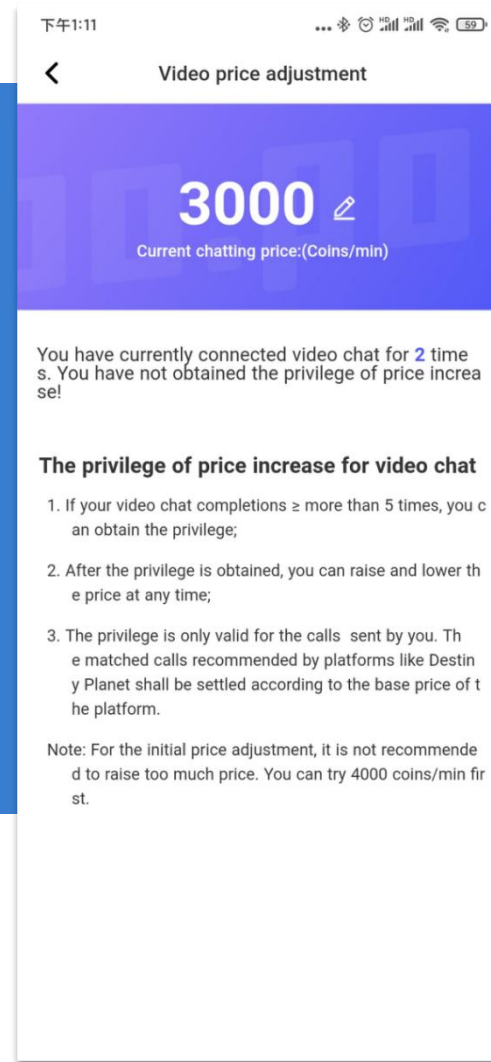 下午1:11
... HD HD 59
Video price adjustment
3000
Current chatting price:(Coins/min)
You have currently connected video chat for 2 time
s. You have not obtained the privilege of price increa
se!
The privilege of price increase for video chat
1. If your video chat completions ≥ more than 5 times, you c
an obtain the privilege;
2. After the privilege is obtained, you can raise and lower th
e price at any time;
3. The privilege is only valid for the calls  sent by you. Th
e matched calls recommended by platforms like Destin
y Planet shall be settled according to the base price of t
he platform.
Note: For the initial price adjustment, it is not recommende
d to raise too much price. You can try 4000 coins/min fir
st.